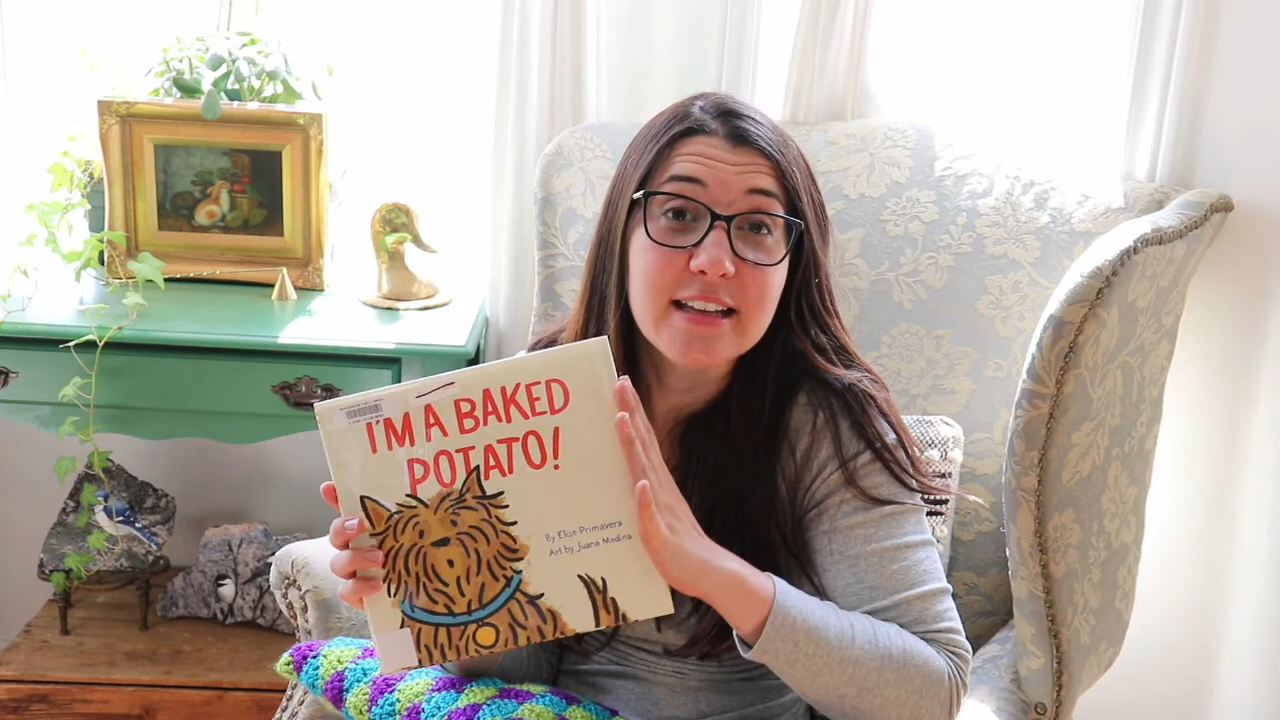 I'M A BAKED
POTATO!
By Elise Primavera
Art by Juana Medina